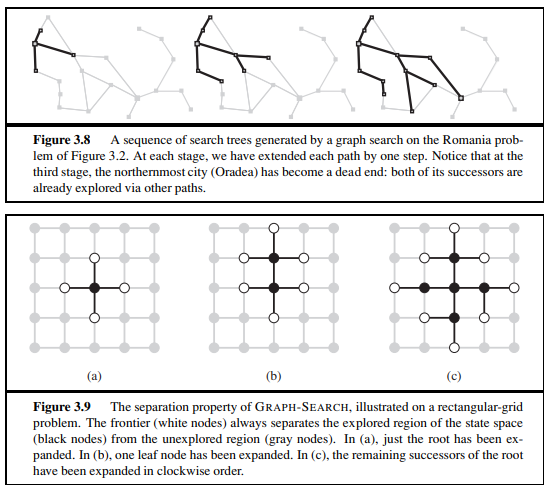 Figure 3.8 A sequence of search trees generated by a graph search on the Romania prob-
lem of Figure 3.2. At each stage, we have extended each path by one step. Notice that at the
third stage, the northernmost city (Oradea) has become a dead end: both of its successors are
already explored via other paths.
(a) (b) (c)
Figure 3.9 The separation property of GRAPH-SEARCH, illustrated on a rectangular-grid
problem. The frontier (white nodes) always separates the explored region of the state space
(black nodes) from the unexplored region (gray nodes). In (a), just the root has been ex-
panded. In (b), one leaf node has been expanded. In (c), the remaining successors of the root
have been expanded in clockwise order.